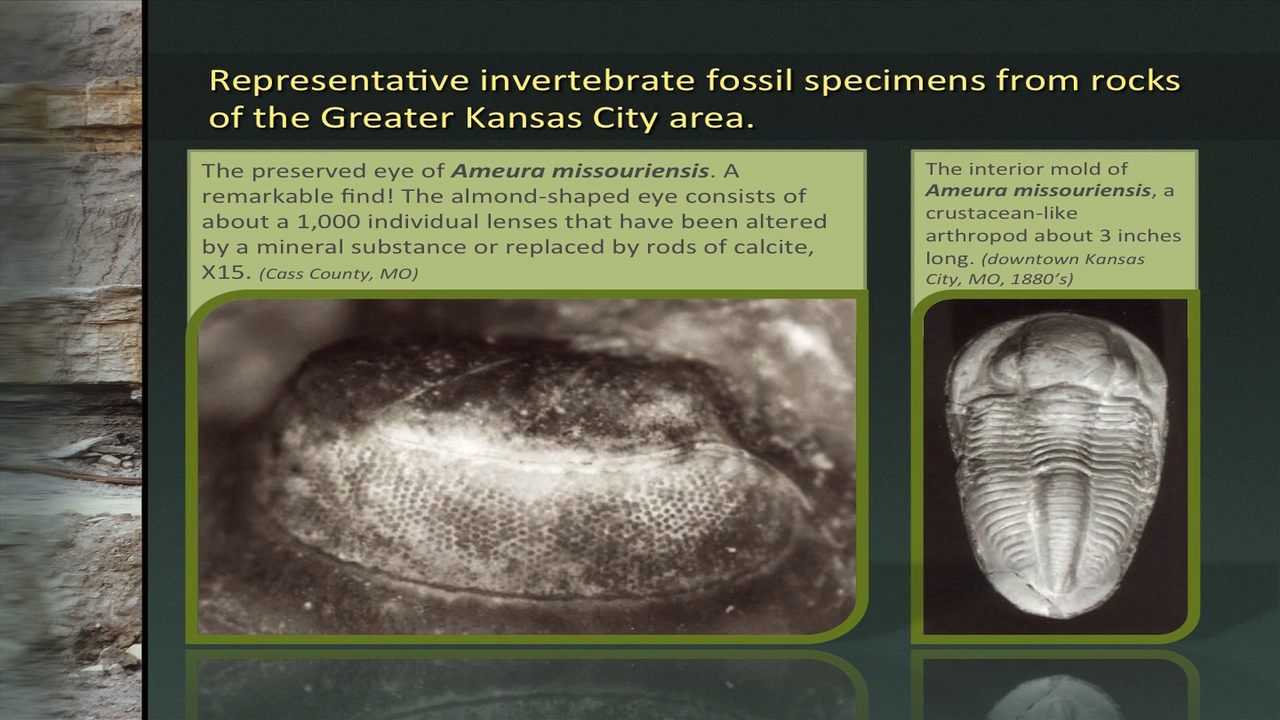 Representative invertebrate fossil specimens from rocks
of the Greater Kansas City area.
The preserved eye of Ameura missouriensis. A
remarkable find! The almond-shaped eye consists of
about a 1,000 individual lenses that have been altered
by a mineral substance or replaced by rods of calcite,
X15. (Cass County, MO)
The interior mold of
Ameura missouriensis, a
crustacean-like
arthropod about 3 inches
long. (downtown Kansas
City, MO, 1880’s)